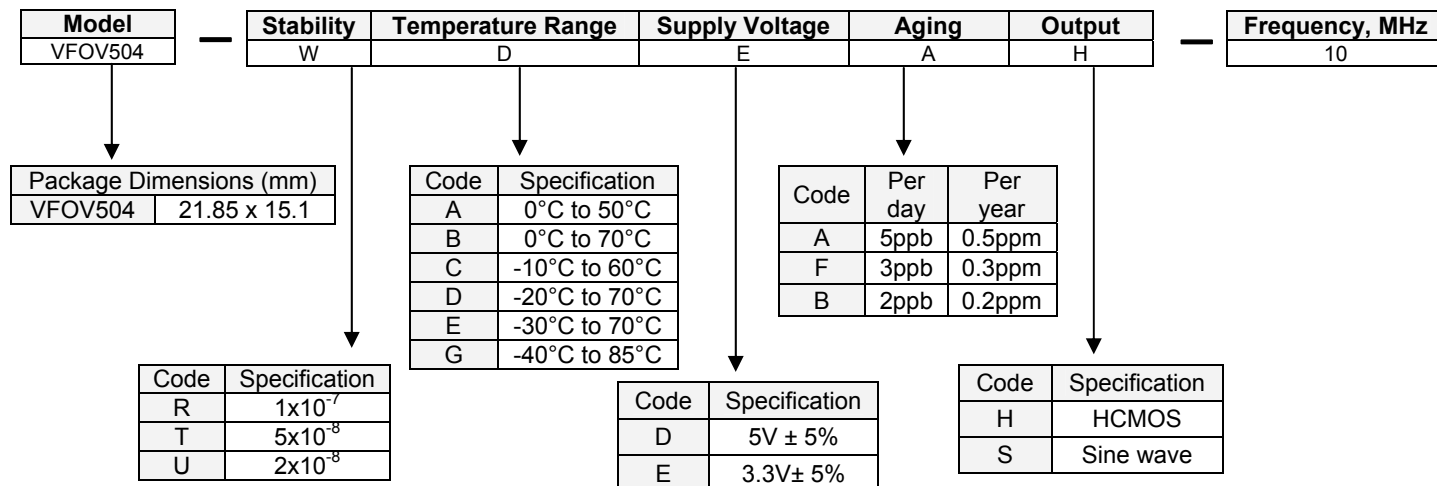 Model
VFOV504
—
Stability Temperature Range Supply Voltage Aging Output
W D E A H
—
Frequency, MHz
10
Package Dimensions (mm)
VFOV504 21.85 x 15.1
Code Specification
R 1x10⁻⁷
T 5x10⁻⁸
U 2x10⁻⁸
Code Specification
A 0°C to 50°C
B 0°C to 70°C
C -10°C to 60°C
D -20°C to 70°C
E -30°C to 70°C
G -40°C to 85°C
Code Specification
D 5V ± 5%
E 3.3V± 5%
Code Per day Per year
A 5ppb 0.5ppm
F 3ppb 0.3ppm
B 2ppb 0.2ppm
Code Specification
H HCMOS
S Sine wave